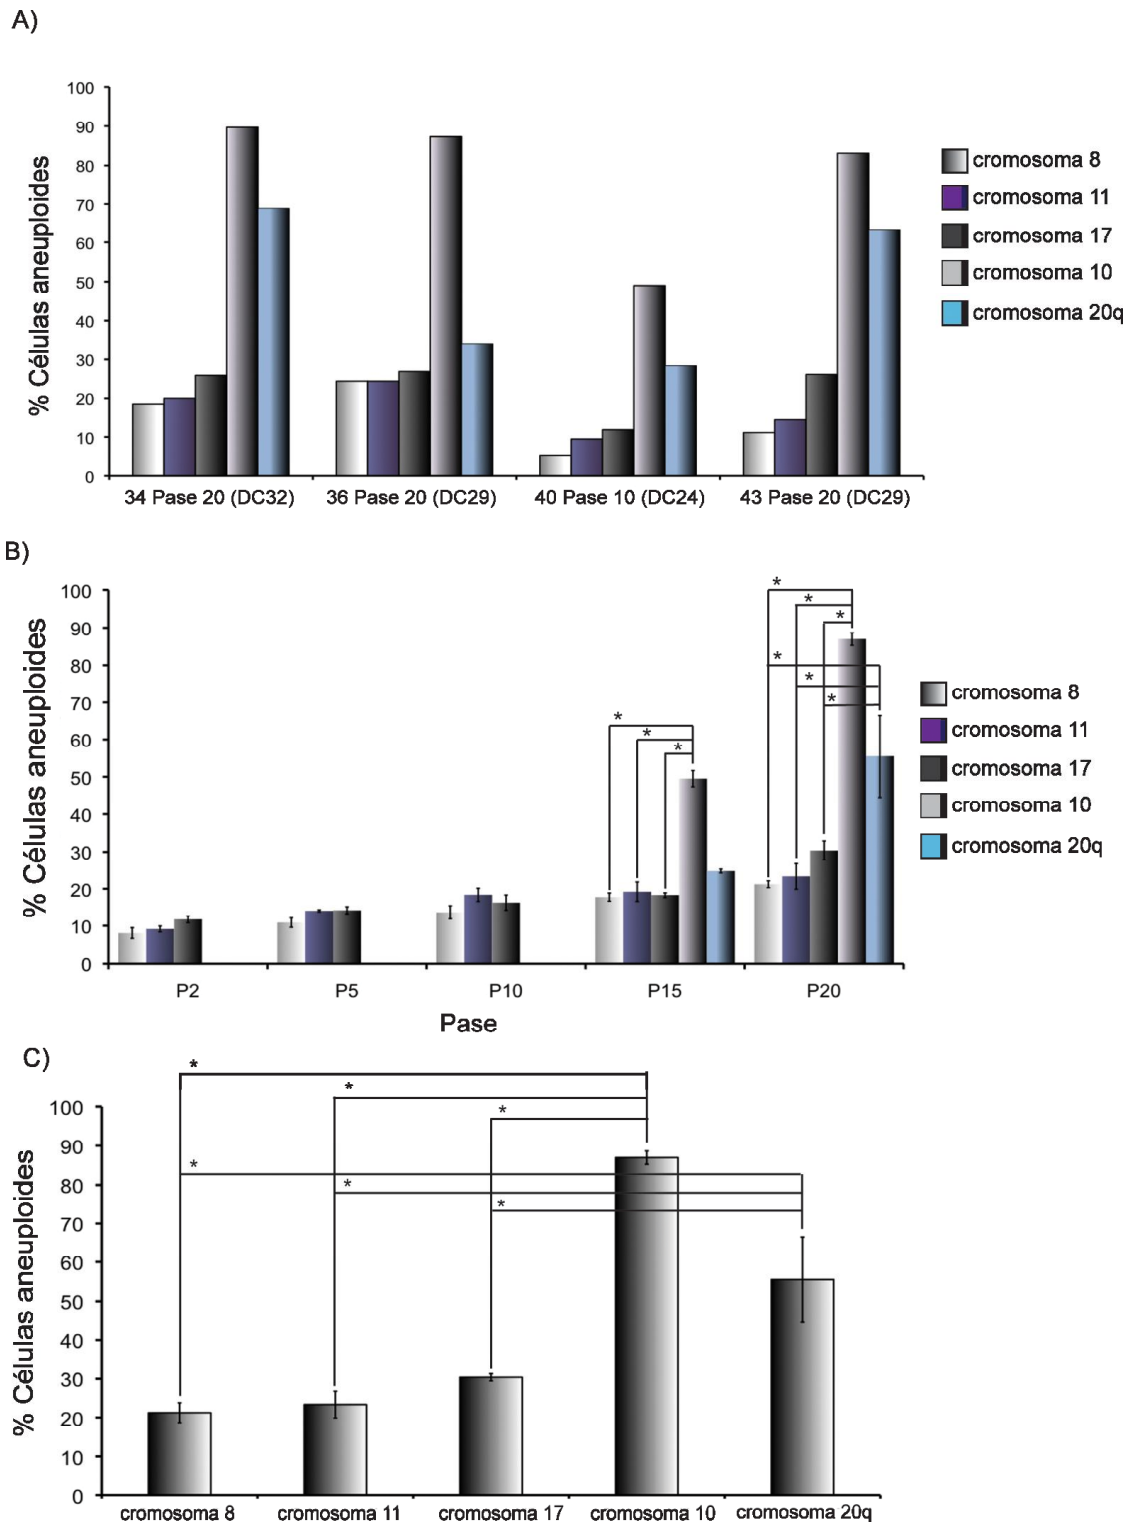 A)
100
90
80
70
60
50
40
30
20
10
0
% Células aneuploides
34 Pase 20 (DC32)
36 Pase 20 (DC29)
40 Pase 10 (DC24)
43 Pase 20 (DC29)
cromosoma 8
cromosoma 11
cromosoma 17
cromosoma 10
cromosoma 20q
B)
100
90
80
70
60
50
40
30
20
10
0
% Células aneuploides
* * *
* * * * * *
P2
P5
P10
P15
P20
Pase
cromosoma 8
cromosoma 11
cromosoma 17
cromosoma 10
cromosoma 20q
C)
100
90
80
70
60
50
40
30
20
10
0
% Células aneuploides
* * * * * *
cromosoma 8
cromosoma 11
cromosoma 17
cromosoma 10
cromosoma 20q